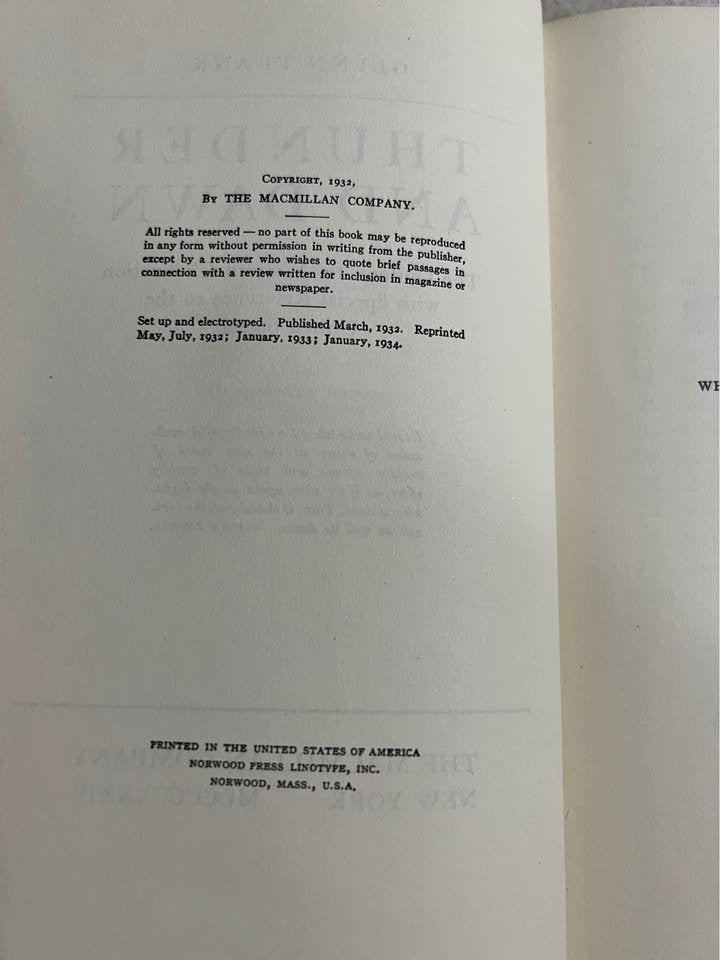 COPYRIGHT, 1932,
BY THE MACMILLAN COMPANY.
All rights reserved — no part of this book may be reproduced
in any form without permission in writing from the publisher,
except by a reviewer who wishes to quote brief passages in
connection with a review written for inclusion in magazine or
newspaper.
Set up and electrotyped. Published March, 1932. Reprinted
May, July, 1932; January, 1933; January, 1934.
PRINTED IN THE UNITED STATES OF AMERICA
NORWOOD PRESS LINOTYPE, INC.
NORWOOD, MASS., U.S.A.